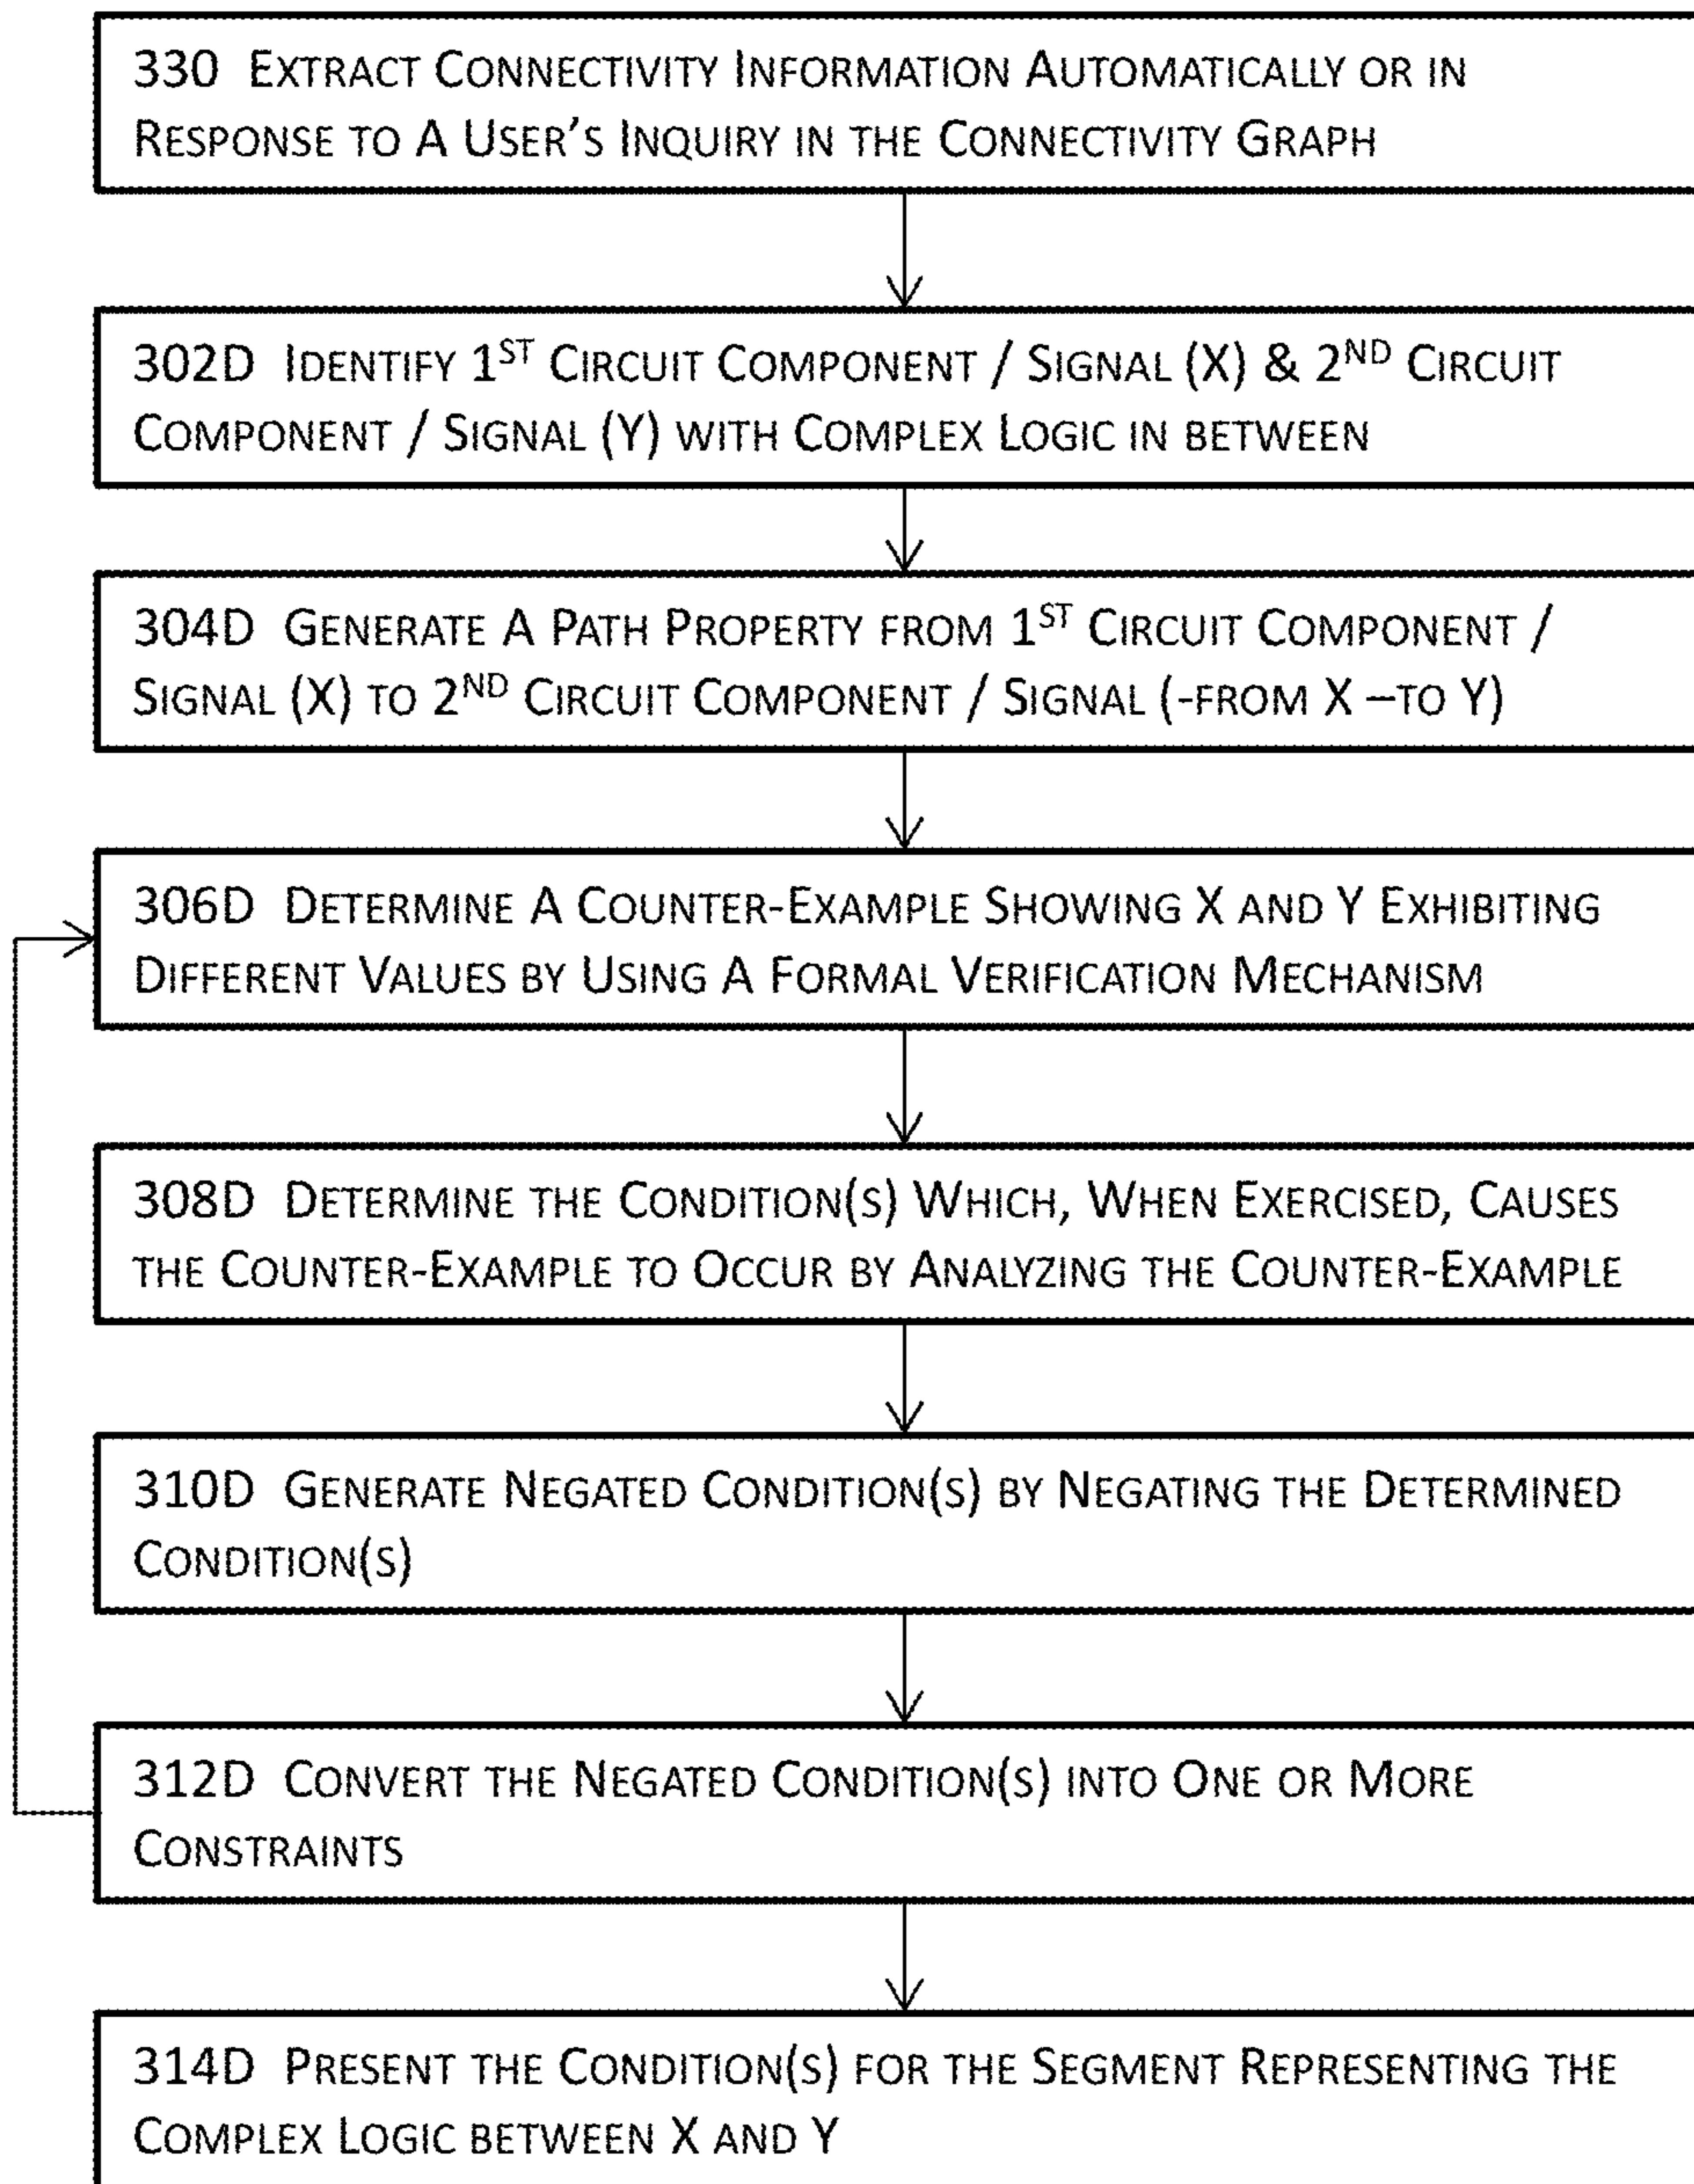 330 Extract Connectivity Information Automatically or in
Response to A User's Inquiry in the Connectivity Graph
302D Identify 1st Circuit Component / Signal (X) & 2nd Circuit
Component / Signal (Y) with Complex Logic in between
304D Generate A Path Property from 1st Circuit Component /
Signal (X) to 2nd Circuit Component / Signal (-from X –to Y)
306D Determine A Counter-Example Showing X and Y Exhibiting
Different Values by Using A Formal Verification Mechanism
308D Determine the Condition(s) Which, When Exercised, Causes
the Counter-Example to Occur by Analyzing the Counter-Example
310D Generate Negated Condition(s) by Negating the Determined
Condition(s)
312D Convert the Negated Condition(s) into One or More
Constraints
314D Present the Condition(s) for the Segment Representing the
Complex Logic between X and Y